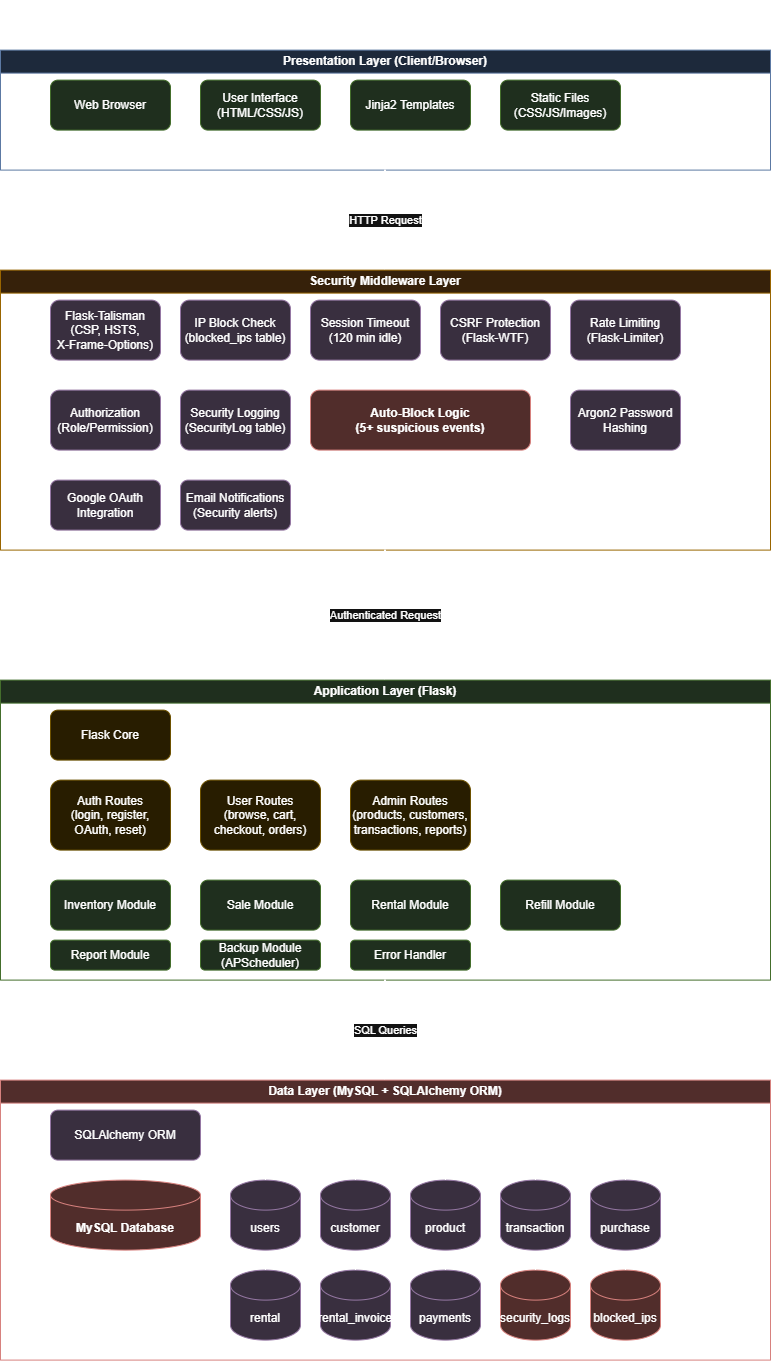 Presentation Layer (Client/Browser)
Web Browser
User Interface
(HTML/CSS/JS)
Jinja2 Templates
Static Files
(CSS/JS/Images)
HTTP Request
Security Middleware Layer
Flask-Talisman
(CSP, HSTS,
X-Frame-Options)
IP Block Check
(blocked_ips table)
Session Timeout
(120 min idle)
CSRF Protection
(Flask-WTF)
Rate Limiting
(Flask-Limiter)
Authorization
(Role/Permission)
Security Logging
(SecurityLog table)
Auto-Block Logic
(5+ suspicious events)
Argon2 Password
Hashing
Google OAuth
Integration
Email Notifications
(Security alerts)
Authenticated Request
Application Layer (Flask)
Flask Core
Auth Routes
(login, register,
OAuth, reset)
User Routes
(browse, cart,
checkout, orders)
Admin Routes
(products, customers,
transactions, reports)
Inventory Module
Sale Module
Rental Module
Refill Module
Report Module
Backup Module
(APScheduler)
Error Handler
SQL Queries
Data Layer (MySQL + SQLAlchemy ORM)
SQLAlchemy ORM
MySQL Database
users
customer
product
transaction
purchase
rental
rental_invoice
payments
security_logs
blocked_ips